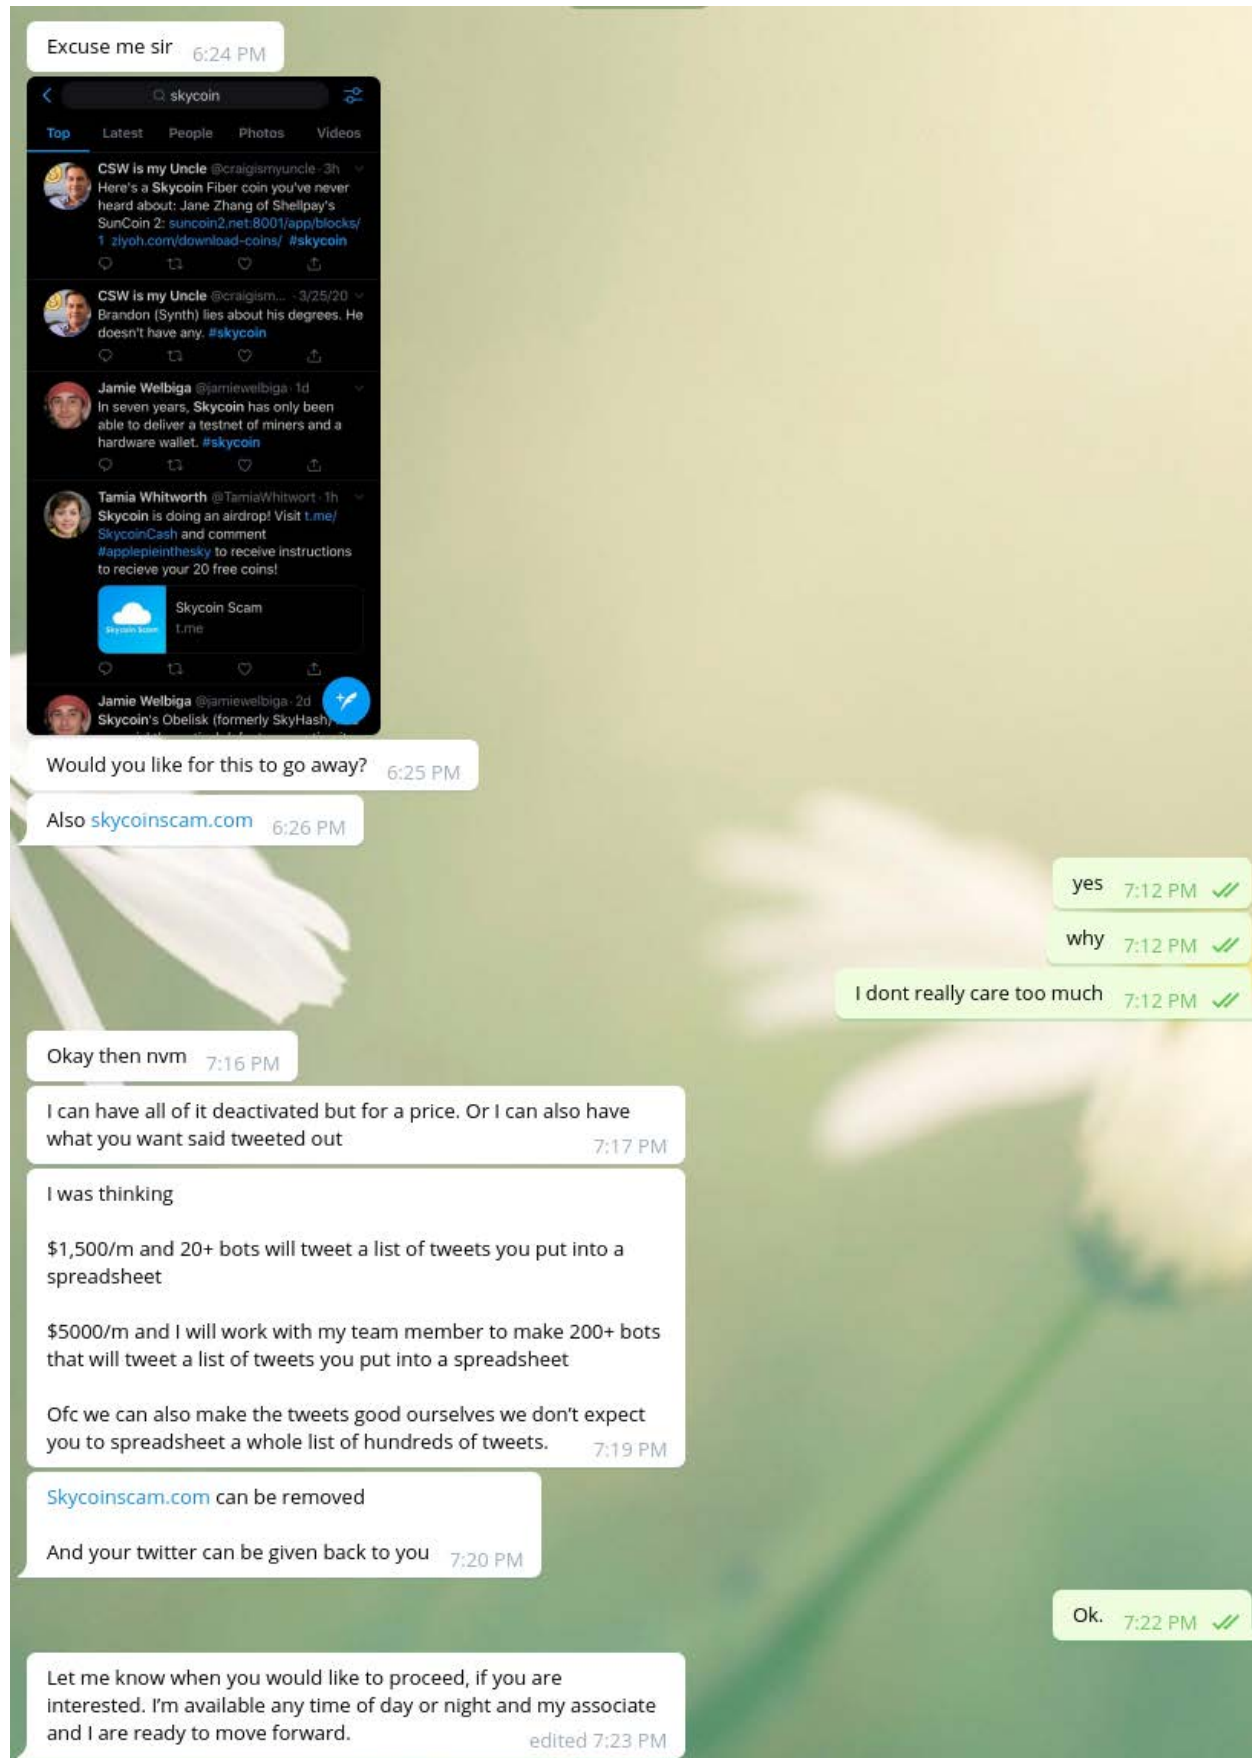 Excuse me sir 6:24 PM
skycoin
Top Latest People Photos Videos
CSW is my Uncle @craigismyuncle · 3h
Here's a Skycoin Fiber coin you've never
heard about: Jane Zhang of Shellpay's
SunCoin 2: suncoin2.net:8001/app/blocks/
1 ziyoh.com/download-coins/ #skycoin
CSW is my Uncle @craigism... · 3/25/20
Brandon (Synth) lies about his degrees. He
doesn't have any. #skycoin
Jamie Welbiga @jamiewelbiga · 1d
In seven years, Skycoin has only been
able to deliver a testnet of miners and a
hardware wallet. #skycoin
Tamia Whitworth @TamiaWhitwort · 1h
Skycoin is doing an airdrop! Visit t.me/
SkycoinCash and comment
#applepieinthesky to receive instructions
to recieve your 20 free coins!
Skycoin Scam
Skycoin Scam
t.me
Jamie Welbiga @jamiewelbiga · 2d
Skycoin's Obelisk (formerly SkyHash)
Would you like for this to go away? 6:25 PM
Also skycoinscam.com 6:26 PM
yes 7:12 PM
why 7:12 PM
I dont really care too much 7:12 PM
Okay then nvm 7:16 PM
I can have all of it deactivated but for a price. Or I can also have
what you want said tweeted out 7:17 PM
I was thinking
$1,500/m and 20+ bots will tweet a list of tweets you put into a
spreadsheet
$5000/m and I will work with my team member to make 200+ bots
that will tweet a list of tweets you put into a spreadsheet
Ofc we can also make the tweets good ourselves we don't expect
you to spreadsheet a whole list of hundreds of tweets. 7:19 PM
Skycoinscam.com can be removed
And your twitter can be given back to you 7:20 PM
Ok. 7:22 PM
Let me know when you would like to proceed, if you are
interested. I'm available any time of day or night and my associate
and I are ready to move forward. edited 7:23 PM